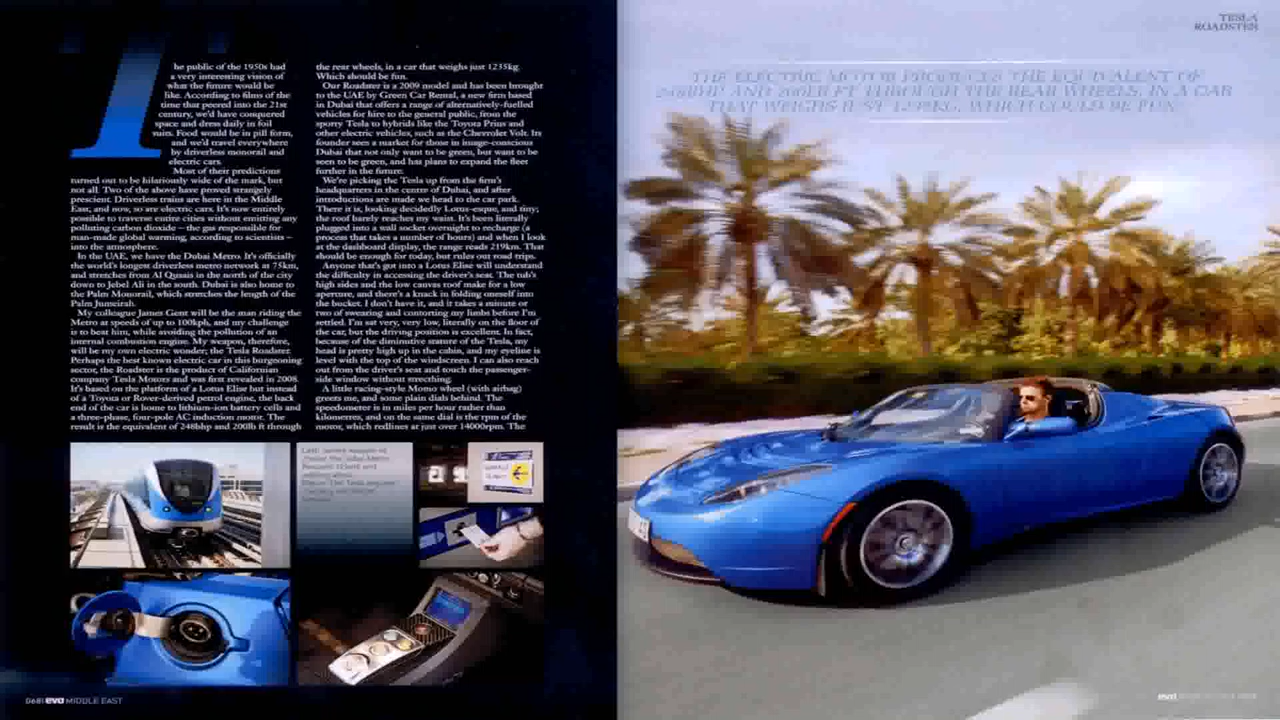 TESLA
ROADSTER
THE ELECTRIC MOTOR PRODUCES THE EQUIVALENT OF
248BHP AND 200LB FT THROUGH THE REAR WHEELS, IN A CAR
THAT WEIGHS JUST 1235KG. WHICH COULD BE FUN.
The public of the 1950s had
a very interesting vision of
what the future would be
like. According to films of the
time that peered into the 21st
century, we'd have conquered
space and dress daily in foil
suits. Food would be in pill form,
and we'd travel everywhere
by driverless monorail and
electric cars.
Most of their predictions
turned out to be hilariously wide of the mark, but
not all. Two of the above have proved strangely
prescient. Driverless trains are here in the Middle
East, and now, so are electric cars. It's now entirely
possible to traverse entire cities without emitting any
polluting carbon dioxide – the gas responsible for
man-made global warming, according to scientists –
into the atmosphere.
In the UAE, we have the Dubai Metro. It's officially
the world's longest driverless metro network at 75km,
and stretches from Al Qusais in the north of the city
down to Jebel Ali in the south. Dubai is also home to
the Palm Monorail, which stretches the length of the
Palm Jumeirah.
My colleague James Gent will be the man riding the
Metro at speeds of up to 100kph, and my challenge
is to beat him, while avoiding the pollution of an
internal combustion engine. My weapon, therefore,
will be my own electric wonder; the Tesla Roadster.
Perhaps the best known electric car in this burgeoning
sector, the Roadster is the product of Californian
company Tesla Motors and was first revealed in 2008.
It's based on the platform of a Lotus Elise but instead
of a Toyota or Rover-derived petrol engine, the back
end of the car is home to lithium-ion battery cells and
a three-phase, four-pole AC induction motor. The
result is the equivalent of 248bhp and 200lb ft through
the rear wheels, in a car that weighs just 1235kg.
Which should be fun.
Our Roadster is a 2009 model and has been brought
to the UAE by Green Car Rental, a new firm based
in Dubai that offers a range of alternatively-fuelled
vehicles for hire to the general public, from the
sporty Tesla to hybrids like the Toyota Prius and
other electric vehicles, such as the Chevrolet Volt. Its
founder sees a market for those in image-conscious
Dubai that not only want to be green, but want to be
seen to be green, and has plans to expand the fleet
further in the future.
We're picking the Tesla up from the firm's
headquarters in the centre of Dubai, and after
introductions are made we head to the car park.
There it is, looking decidedly Lotus-esque, and tiny;
the roof barely reaches my waist. It's been literally
plugged into a wall socket overnight to recharge (a
process that takes a number of hours) and when I look
at the dashboard display, the range reads 219km. That
should be enough for today, but rules out road trips.
Anyone that's got into a Lotus Elise will understand
the difficulty in accessing the driver's seat. The tub's
high sides and the low canvas roof make for a low
aperture, and there's a knack in folding oneself into
the bucket. I don't have it, and it takes a minute or
two of swearing and contorting my limbs before I'm
settled. I'm sat very, very low, literally on the floor of
the car, but the driving position is excellent. In fact,
because of the diminutive stature of the Tesla, my
head is pretty high up in the cabin, and my eyeline is
level with the top of the windscreen. I can also reach
out from the driver's seat and touch the passenger-
side window without stretching.
A little racing-style Momo wheel (with airbag)
greets me, and some plain dials behind. The
speedometer is in miles per hour rather than
kilometres, and on the same dial is the rpm of the
motor, which redlines at just over 14000rpm. The
068 evo MIDDLE EAST
evo